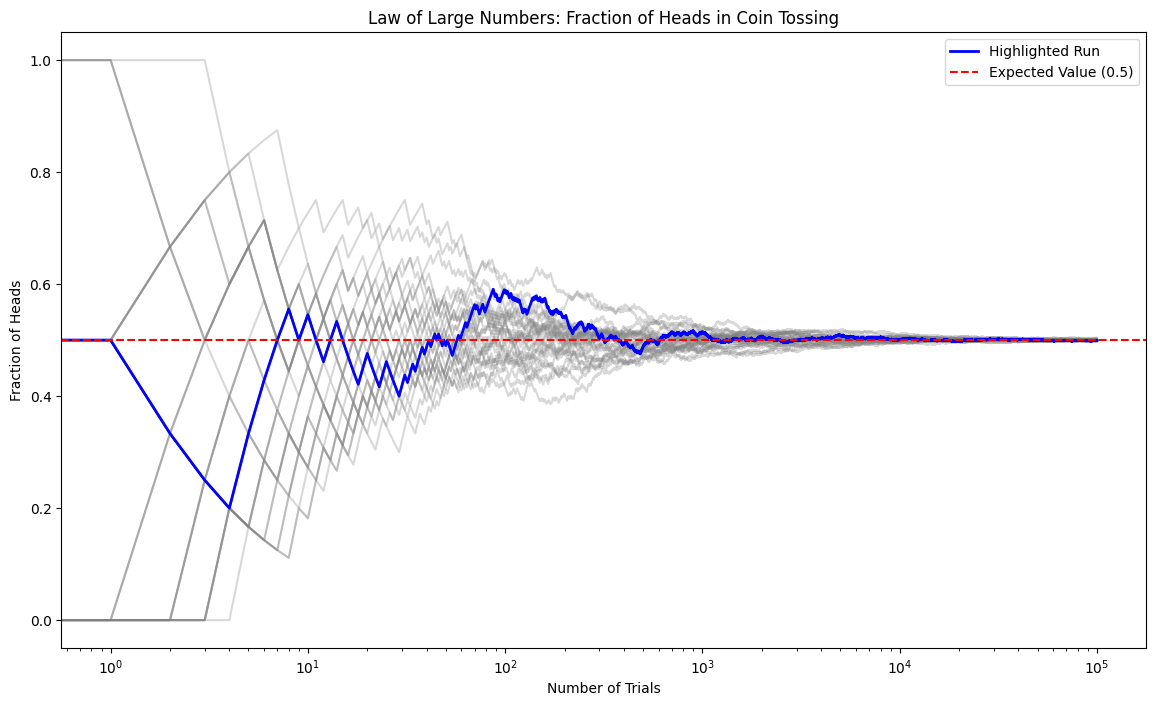 Law of Large Numbers: Fraction of Heads in Coin Tossing
Highlighted Run
Expected Value (0.5)
Fraction of Heads
1.0
0.8
0.6
0.4
0.2
0.0
10⁰
10¹
10²
10³
10⁴
10⁵
Number of Trials